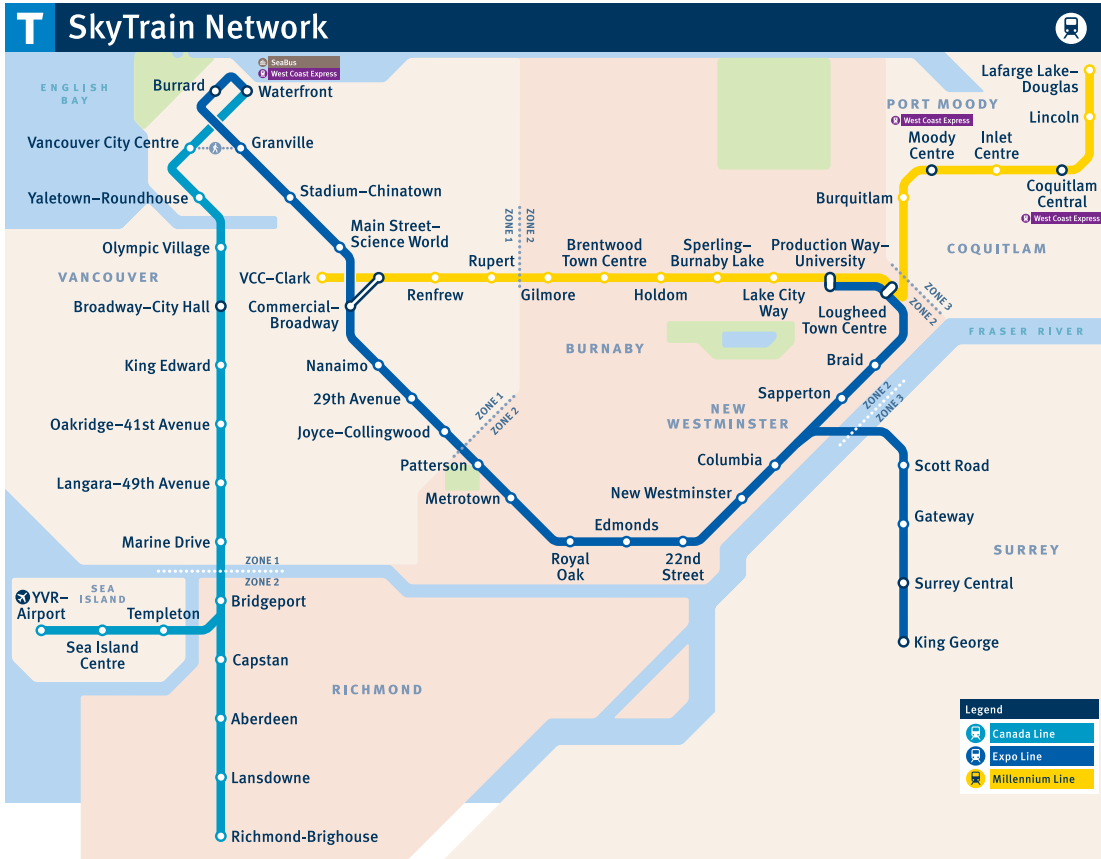 T SkyTrain Network
SeaBus
West Coast Express
ENGLISH
BAY
Burrard
Waterfront
Vancouver City Centre
Granville
Yaletown–Roundhouse
Stadium–Chinatown
Main Street–
Science World
Olympic Village
VANCOUVER
VCC–Clark
Broadway–City Hall
Commercial–
Broadway
Renfrew
Rupert
ZONE 1
ZONE 2
Gilmore
Brentwood
Town Centre
Holdom
Sperling–
Burnaby Lake
Lake City
Way
Production Way–
University
Lougheed
Town Centre
Burquitlam
PORT MOODY
West Coast Express
Moody
Centre
Inlet
Centre
Lafarge Lake–
Douglas
Lincoln
Coquitlam
Central
West Coast Express
COQUITLAM
ZONE 3
ZONE 2
FRASER RIVER
King Edward
Nanaimo
29th Avenue
Oakridge–41st Avenue
Joyce–Collingwood
ZONE 1
ZONE 2
BURNABY
Braid
Sapperton
ZONE 2
ZONE 3
NEW
WESTMINSTER
Patterson
Metrotown
Langara–49th Avenue
Columbia
New Westminster
Scott Road
Edmonds
Royal
Oak
22nd
Street
Gateway
Marine Drive
SURREY
ZONE 1
ZONE 2
Surrey Central
King George
SEA
ISLAND
YVR–
Airport
Templeton
Sea Island
Centre
Bridgeport
Capstan
RICHMOND
Aberdeen
Lansdowne
Richmond-Brighouse
Legend
Canada Line
Expo Line
Millennium Line